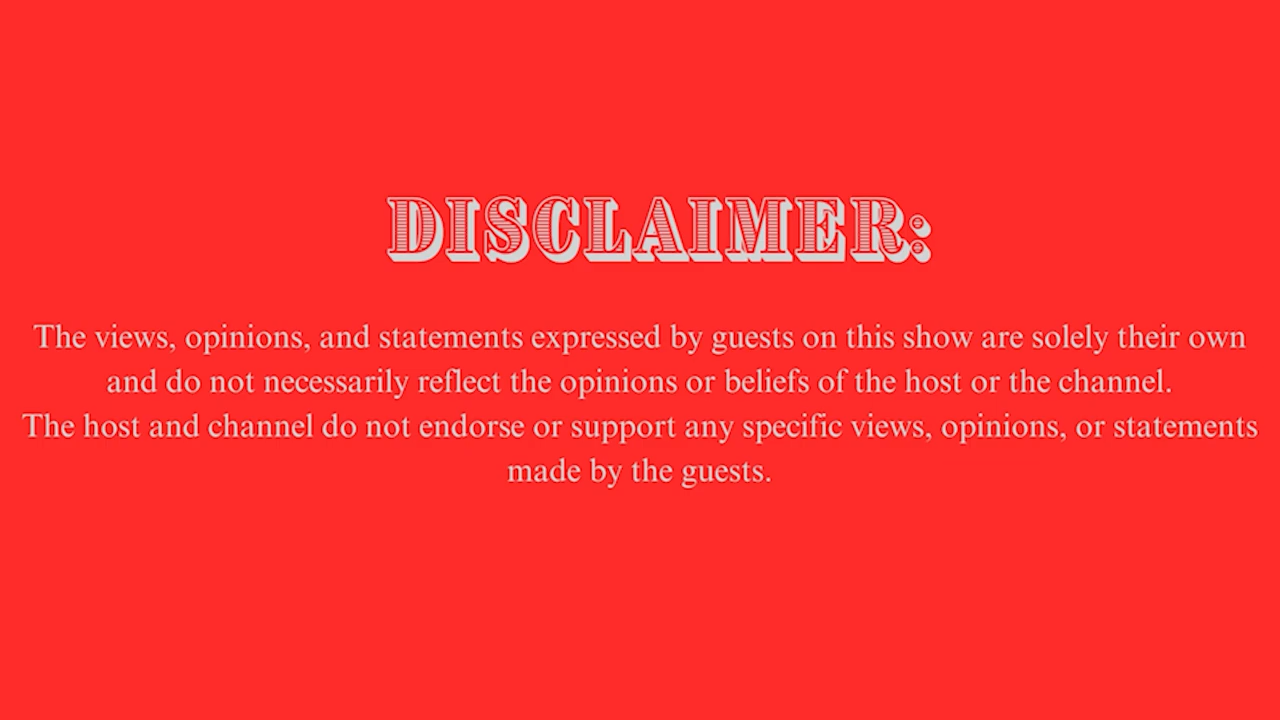 DISCLAIMER:
The views, opinions, and statements expressed by guests on this show are solely their own
and do not necessarily reflect the opinions or beliefs of the host or the channel.
The host and channel do not endorse or support any specific views, opinions, or statements
made by the guests.